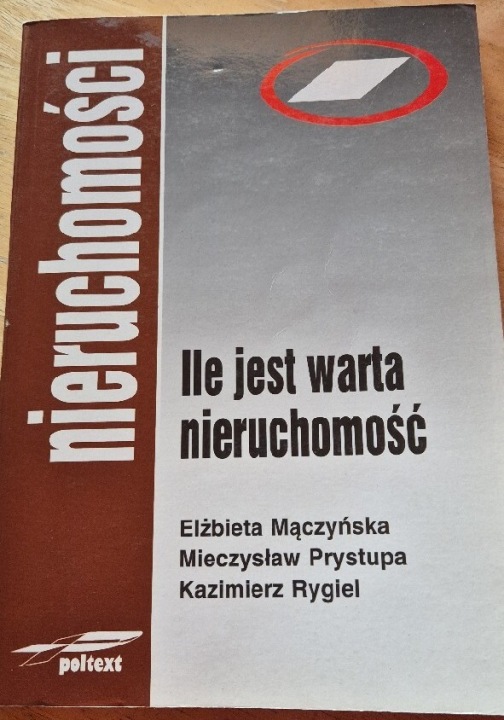 nieruchomości
Ile jest warta
nieruchomość
Elżbieta Mączyńska
Mieczysław Prystupa
Kazimierz Rygiel
poltext